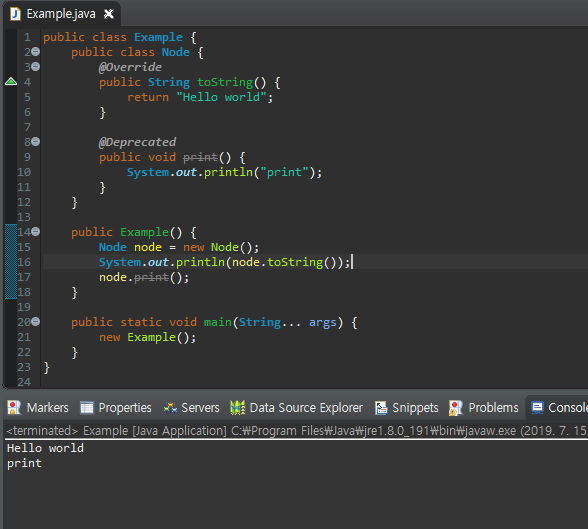 Example.java
1 public class Example {
2 public class Node {
3 @Override
4 public String toString() {
5 return "Hello world";
6 }
7
8 @Deprecated
9 public void print() {
10 System.out.println("print");
11 }
12 }
13
14 public Example() {
15 Node node = new Node();
16 System.out.println(node.toString());
17 node.print();
18 }
19
20 public static void main(String... args) {
21 new Example();
22 }
23 }
24
Markers Properties Servers Data Source Explorer Snippets Problems Console
<terminated> Example [Java Application] C:₩Program Files₩Java₩jre1.8.0_191₩bin₩javaw.exe (2019. 7. 15
Hello world
print